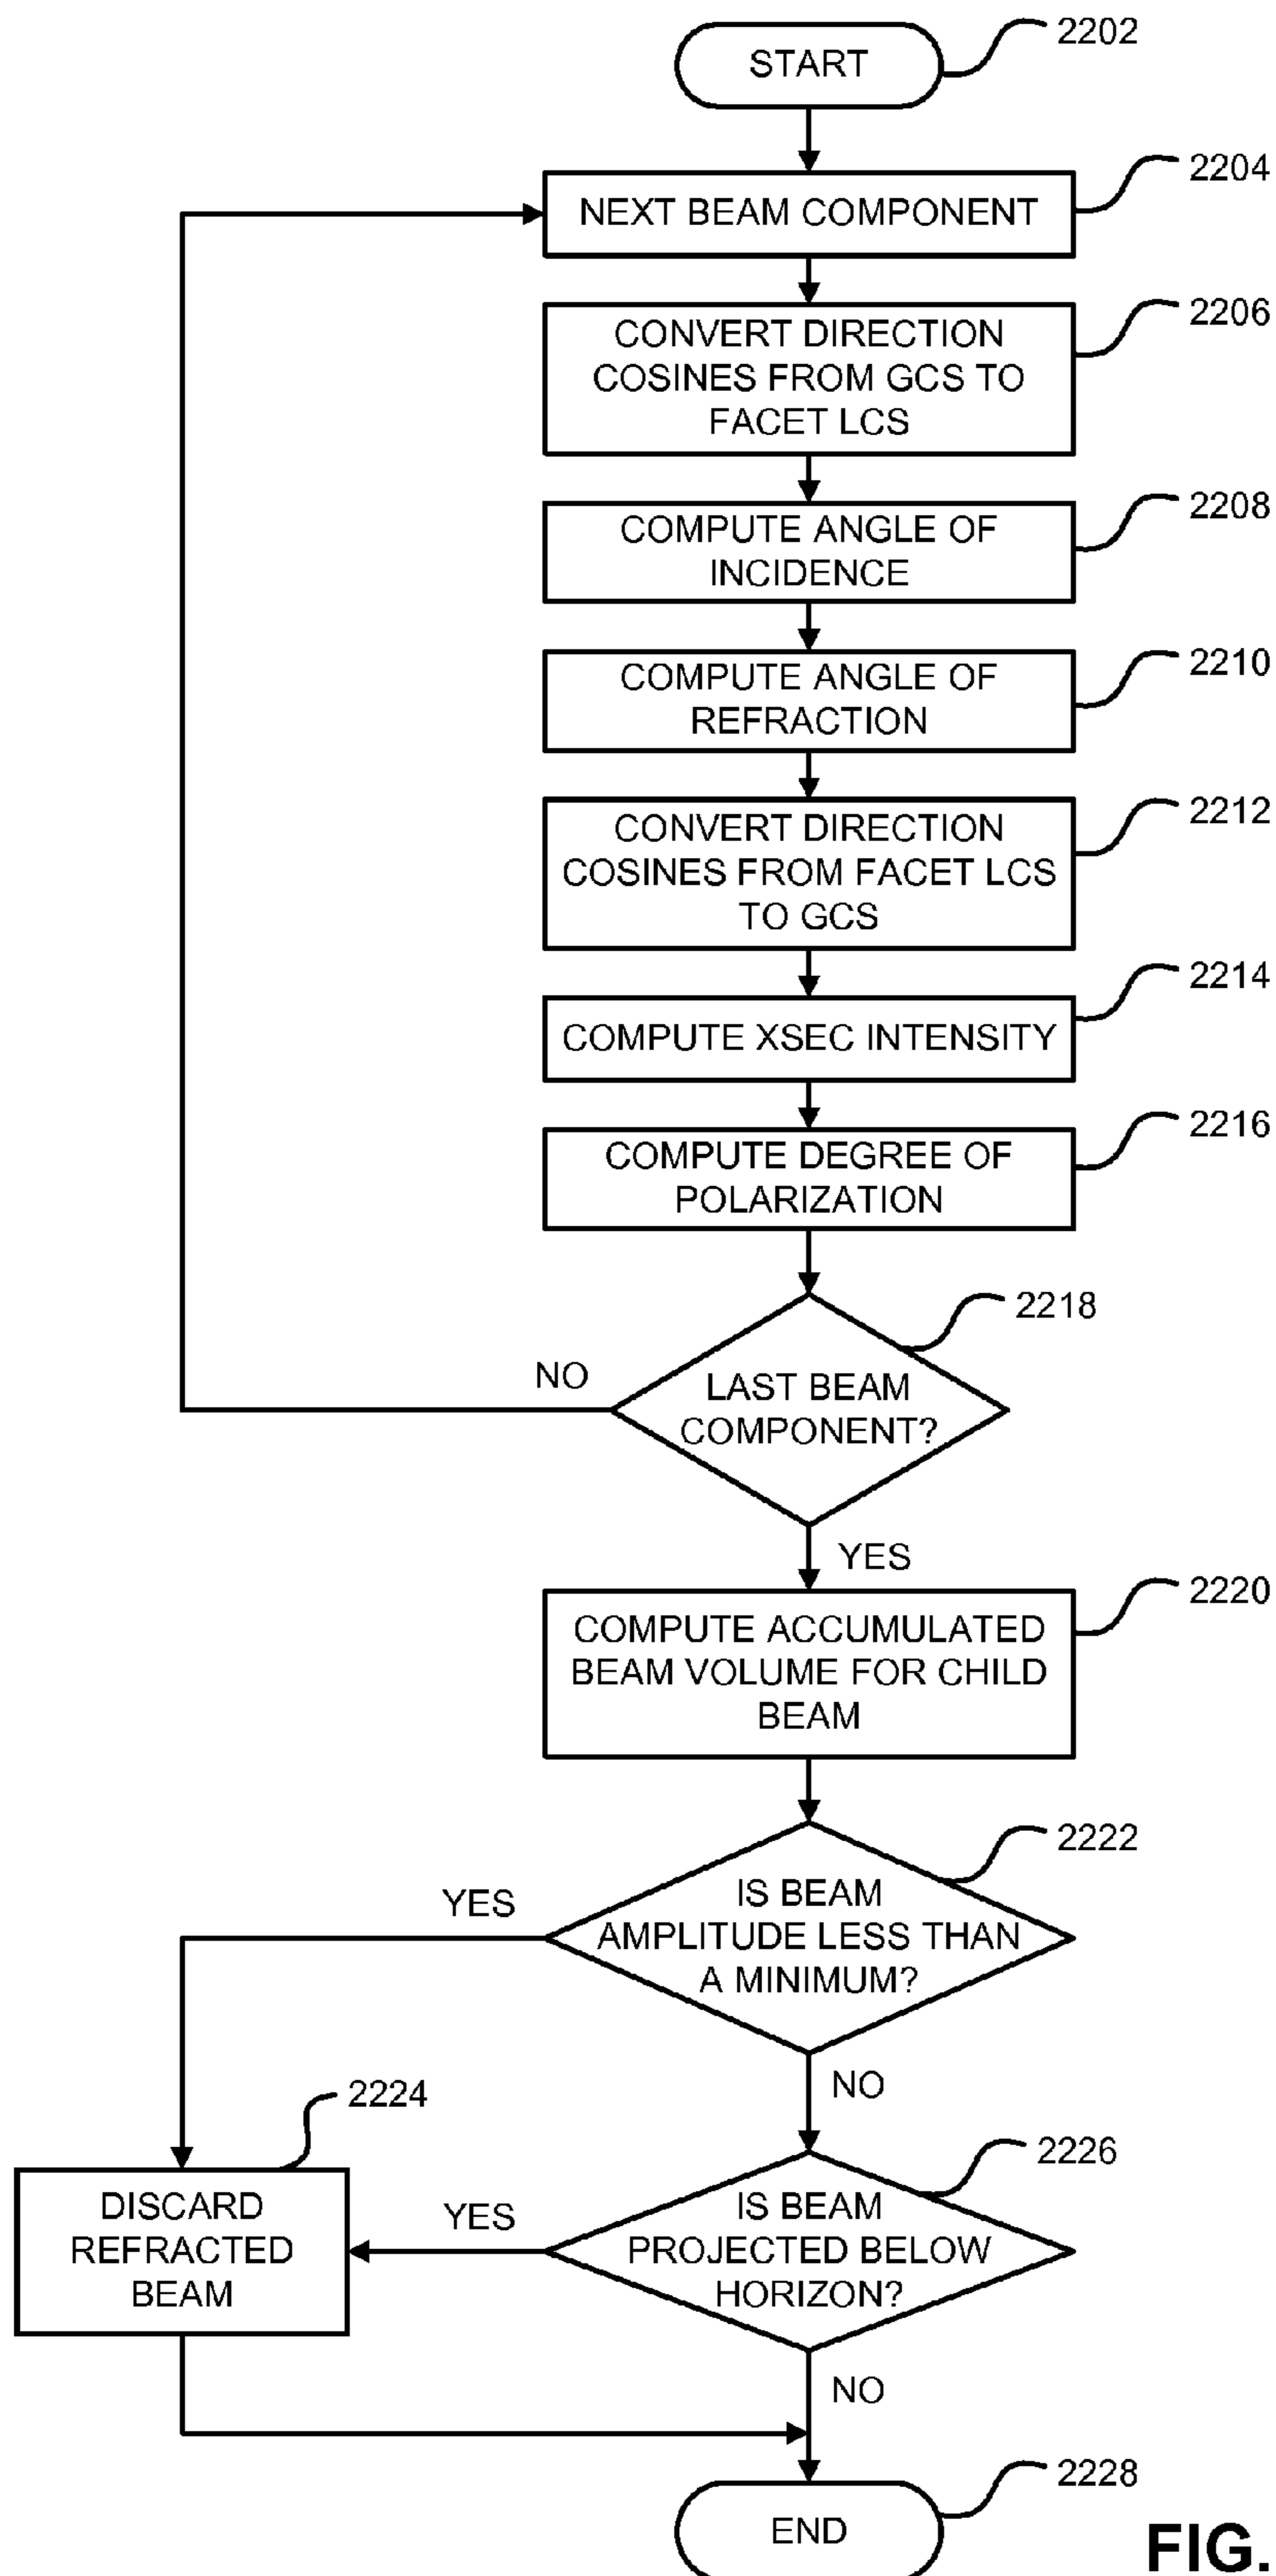 START
2202
2204
NEXT BEAM COMPONENT
2206
CONVERT DIRECTION
COSINES FROM GCS TO
FACET LCS
2208
COMPUTE ANGLE OF
INCIDENCE
2210
COMPUTE ANGLE OF
REFRACTION
2212
CONVERT DIRECTION
COSINES FROM FACET LCS
TO GCS
2214
COMPUTE XSEC INTENSITY
2216
COMPUTE DEGREE OF
POLARIZATION
2218
NO
LAST BEAM
COMPONENT?
YES
2220
COMPUTE ACCUMULATED
BEAM VOLUME FOR CHILD
BEAM
2222
YES
IS BEAM
AMPLITUDE LESS THAN
A MINIMUM?
NO
2224
2226
DISCARD
REFRACTED
BEAM
YES
IS BEAM
PROJECTED BELOW
HORIZON?
NO
2228
END
FIG.